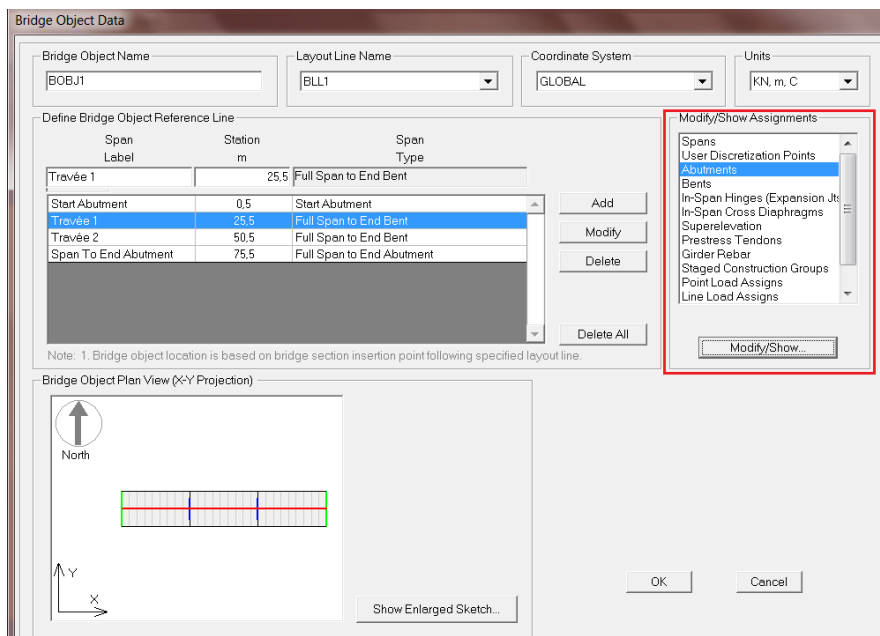 Bridge Object Data
Bridge Object Name
BOBJ1
Layout Line Name
BLL1
Coordinate System
GLOBAL
Units
KN, m, C
Define Bridge Object Reference Line
Span Station Span
Label m Type
Travée 1 25,5 Full Span to End Bent
Start Abutment 0,5 Start Abutment
Travée 1 25,5 Full Span to End Bent
Travée 2 50,5 Full Span to End Bent
Span To End Abutment 75,5 Full Span to End Abutment
Add
Modify
Delete
Delete All
Note: 1. Bridge object location is based on bridge section insertion point following specified layout line.
Modify/Show Assignments
Spans
User Discretization Points
Abutments
Bents
In-Span Hinges (Expansion Jts
In-Span Cross Diaphragms
Superelevation
Prestress Tendons
Girder Rebar
Staged Construction Groups
Point Load Assigns
Line Load Assigns
Modify/Show...
Bridge Object Plan View (X-Y Projection)
North
Y
X
Show Enlarged Sketch...
OK
Cancel